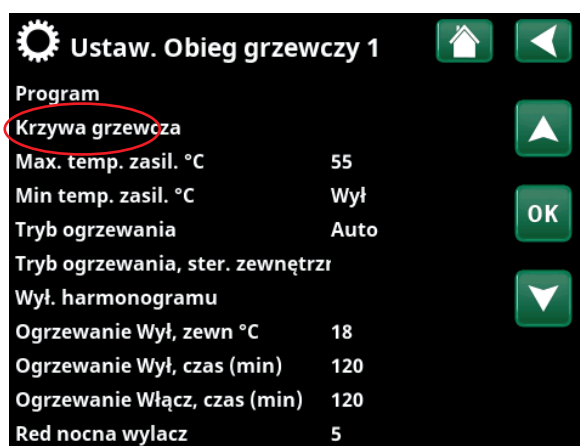 Ustaw. Obieg grzewczy 1
Program
Krzywa grzewcza
Max. temp. zasil. °C 55
Min temp. zasil. °C Wył
Tryb ogrzewania Auto
OK
Tryb ogrzewania, ster. zewnętrzr
Wył. harmonogramu
Ogrzewanie Wył, zewn °C 18
Ogrzewanie Wył, czas (min) 120
Ogrzewanie Włącz, czas (min) 120
Red nocna wylacz 5